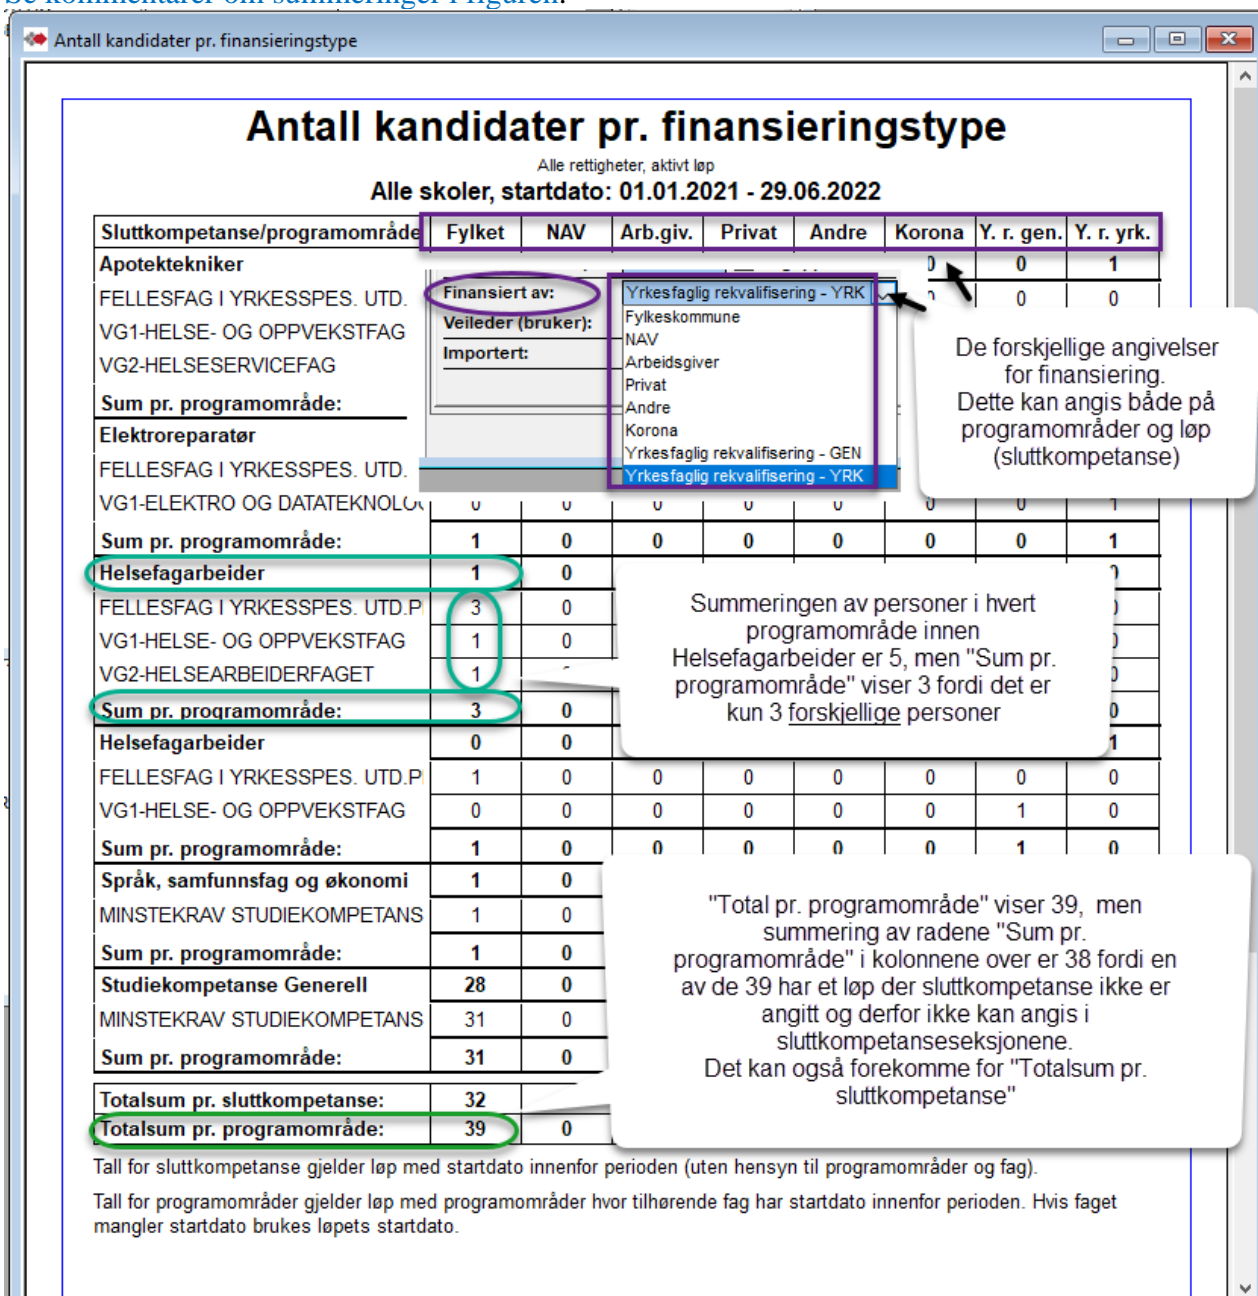 Se kommentarer om summeringer i figuren.
Antall kandidater pr. finansieringstype
Antall kandidater pr. finansieringstype
Alle rettigheter, aktivt løp
Alle skoler, startdato: 01.01.2021 - 29.06.2022
Sluttkompetanse/programområde Fylket NAV Arb.giv. Privat Andre Korona Y. r. gen. Y. r. yrk.
Apotektekniker 0 0 1
FELLESFAG I YRKESSPES. UTD. 0 0
VG1-HELSE- OG OPPVEKSTFAG
VG2-HELSESERVICEFAG
Sum pr. programområde:
Elektroreparatør
FELLESFAG I YRKESSPES. UTD.
VG1-ELEKTRO OG DATATEKNOLO 0 0 0 0 0 0 0 1
Sum pr. programområde: 1 0 0 0 0 0 0 1
Finansiert av: Yrkesfaglig rekvalifisering - YRK
Veileder (bruker):
Importert:
Fylkeskommune
NAV
Arbeidsgiver
Privat
Andre
Korona
Yrkesfaglig rekvalifisering - GEN
Yrkesfaglig rekvalifisering - YRK
De forskjellige angivelser
for finansiering.
Dette kan angis både på
programområder og løp
(sluttkompetanse)
Helsefagarbeider 1 0
FELLESFAG I YRKESSPES. UTD.P 3 0
VG1-HELSE- OG OPPVEKSTFAG 1 0
VG2-HELSEARBEIDERFAGET 1
Sum pr. programområde: 3 0 0
Summeringen av personer i hvert
programområde innen
Helsefagarbeider er 5, men "Sum pr.
programområde" viser 3 fordi det er
kun 3 forskjellige personer
Helsefagarbeider 0 0 1
FELLESFAG I YRKESSPES. UTD.P 1 0 0 0 0 0 0 0
VG1-HELSE- OG OPPVEKSTFAG 0 0 0 0 0 0 1 0
Sum pr. programområde: 1 0 0 0 0 0 1 0
Språk, samfunnsfag og økonomi 1 0
MINSTEKRAV STUDIEKOMPETANS 1 0
Sum pr. programområde: 1 0
Studiekompetanse Generell 28 0
MINSTEKRAV STUDIEKOMPETANS 31 0
Sum pr. programområde: 31 0
Totalsum pr. sluttkompetanse: 32
Totalsum pr. programområde: 39 0
"Total pr. programområde" viser 39, men
summering av radene "Sum pr.
programområde" i kolonnene over er 38 fordi en
av de 39 har et løp der sluttkompetanse ikke er
angitt og derfor ikke kan angis i
sluttkompetanseseksjonene.
Det kan også forekomme for "Totalsum pr.
sluttkompetanse"
Tall for sluttkompetanse gjelder løp med startdato innenfor perioden (uten hensyn til programområder og fag).
Tall for programområder gjelder løp med programområder hvor tilhørende fag har startdato innenfor perioden. Hvis faget
mangler startdato brukes løpets startdato.